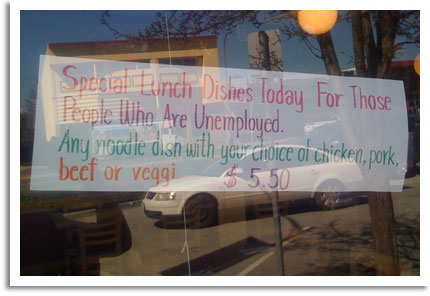 Special Lunch Dishes Today For Those
People Who Are Unemployed.
Any noodle dish with your choice of chicken, pork,
beef or veggi.
$ 5.50